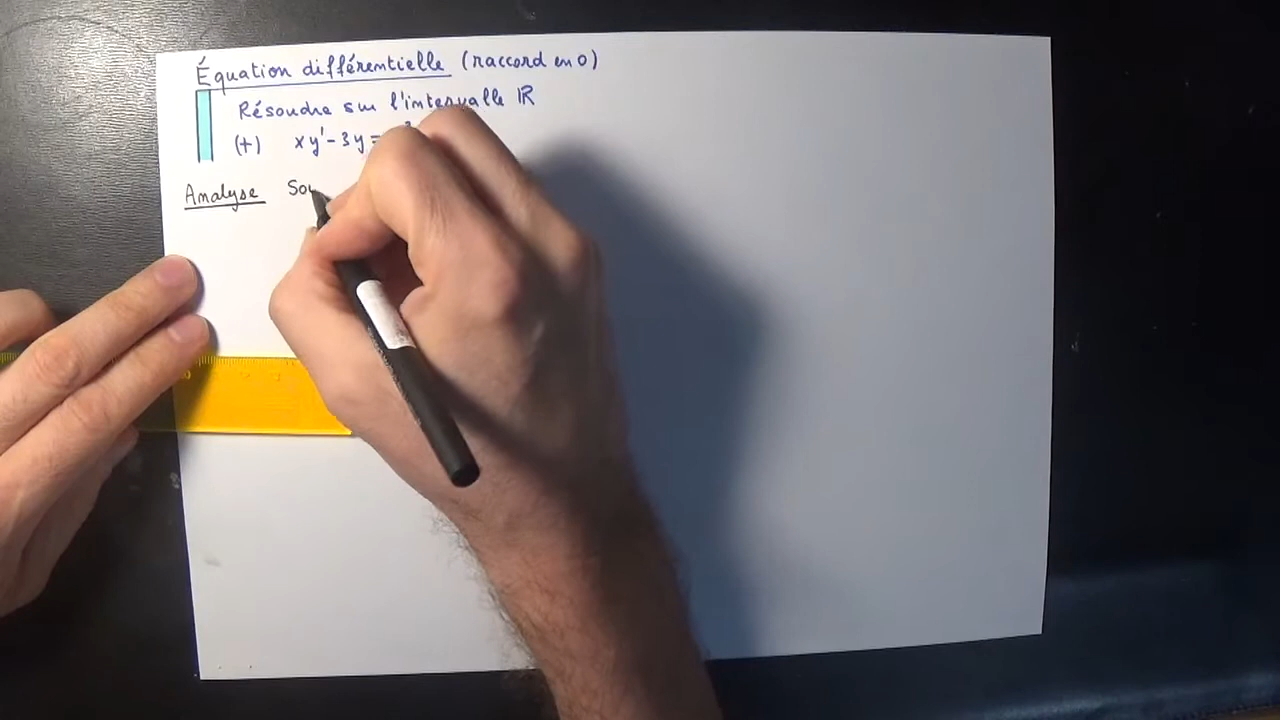 Équation différentielle (raccord en 0)
Résoudre sur l'intervalle ℝ
(+) xy' - 3y =
Analyse So